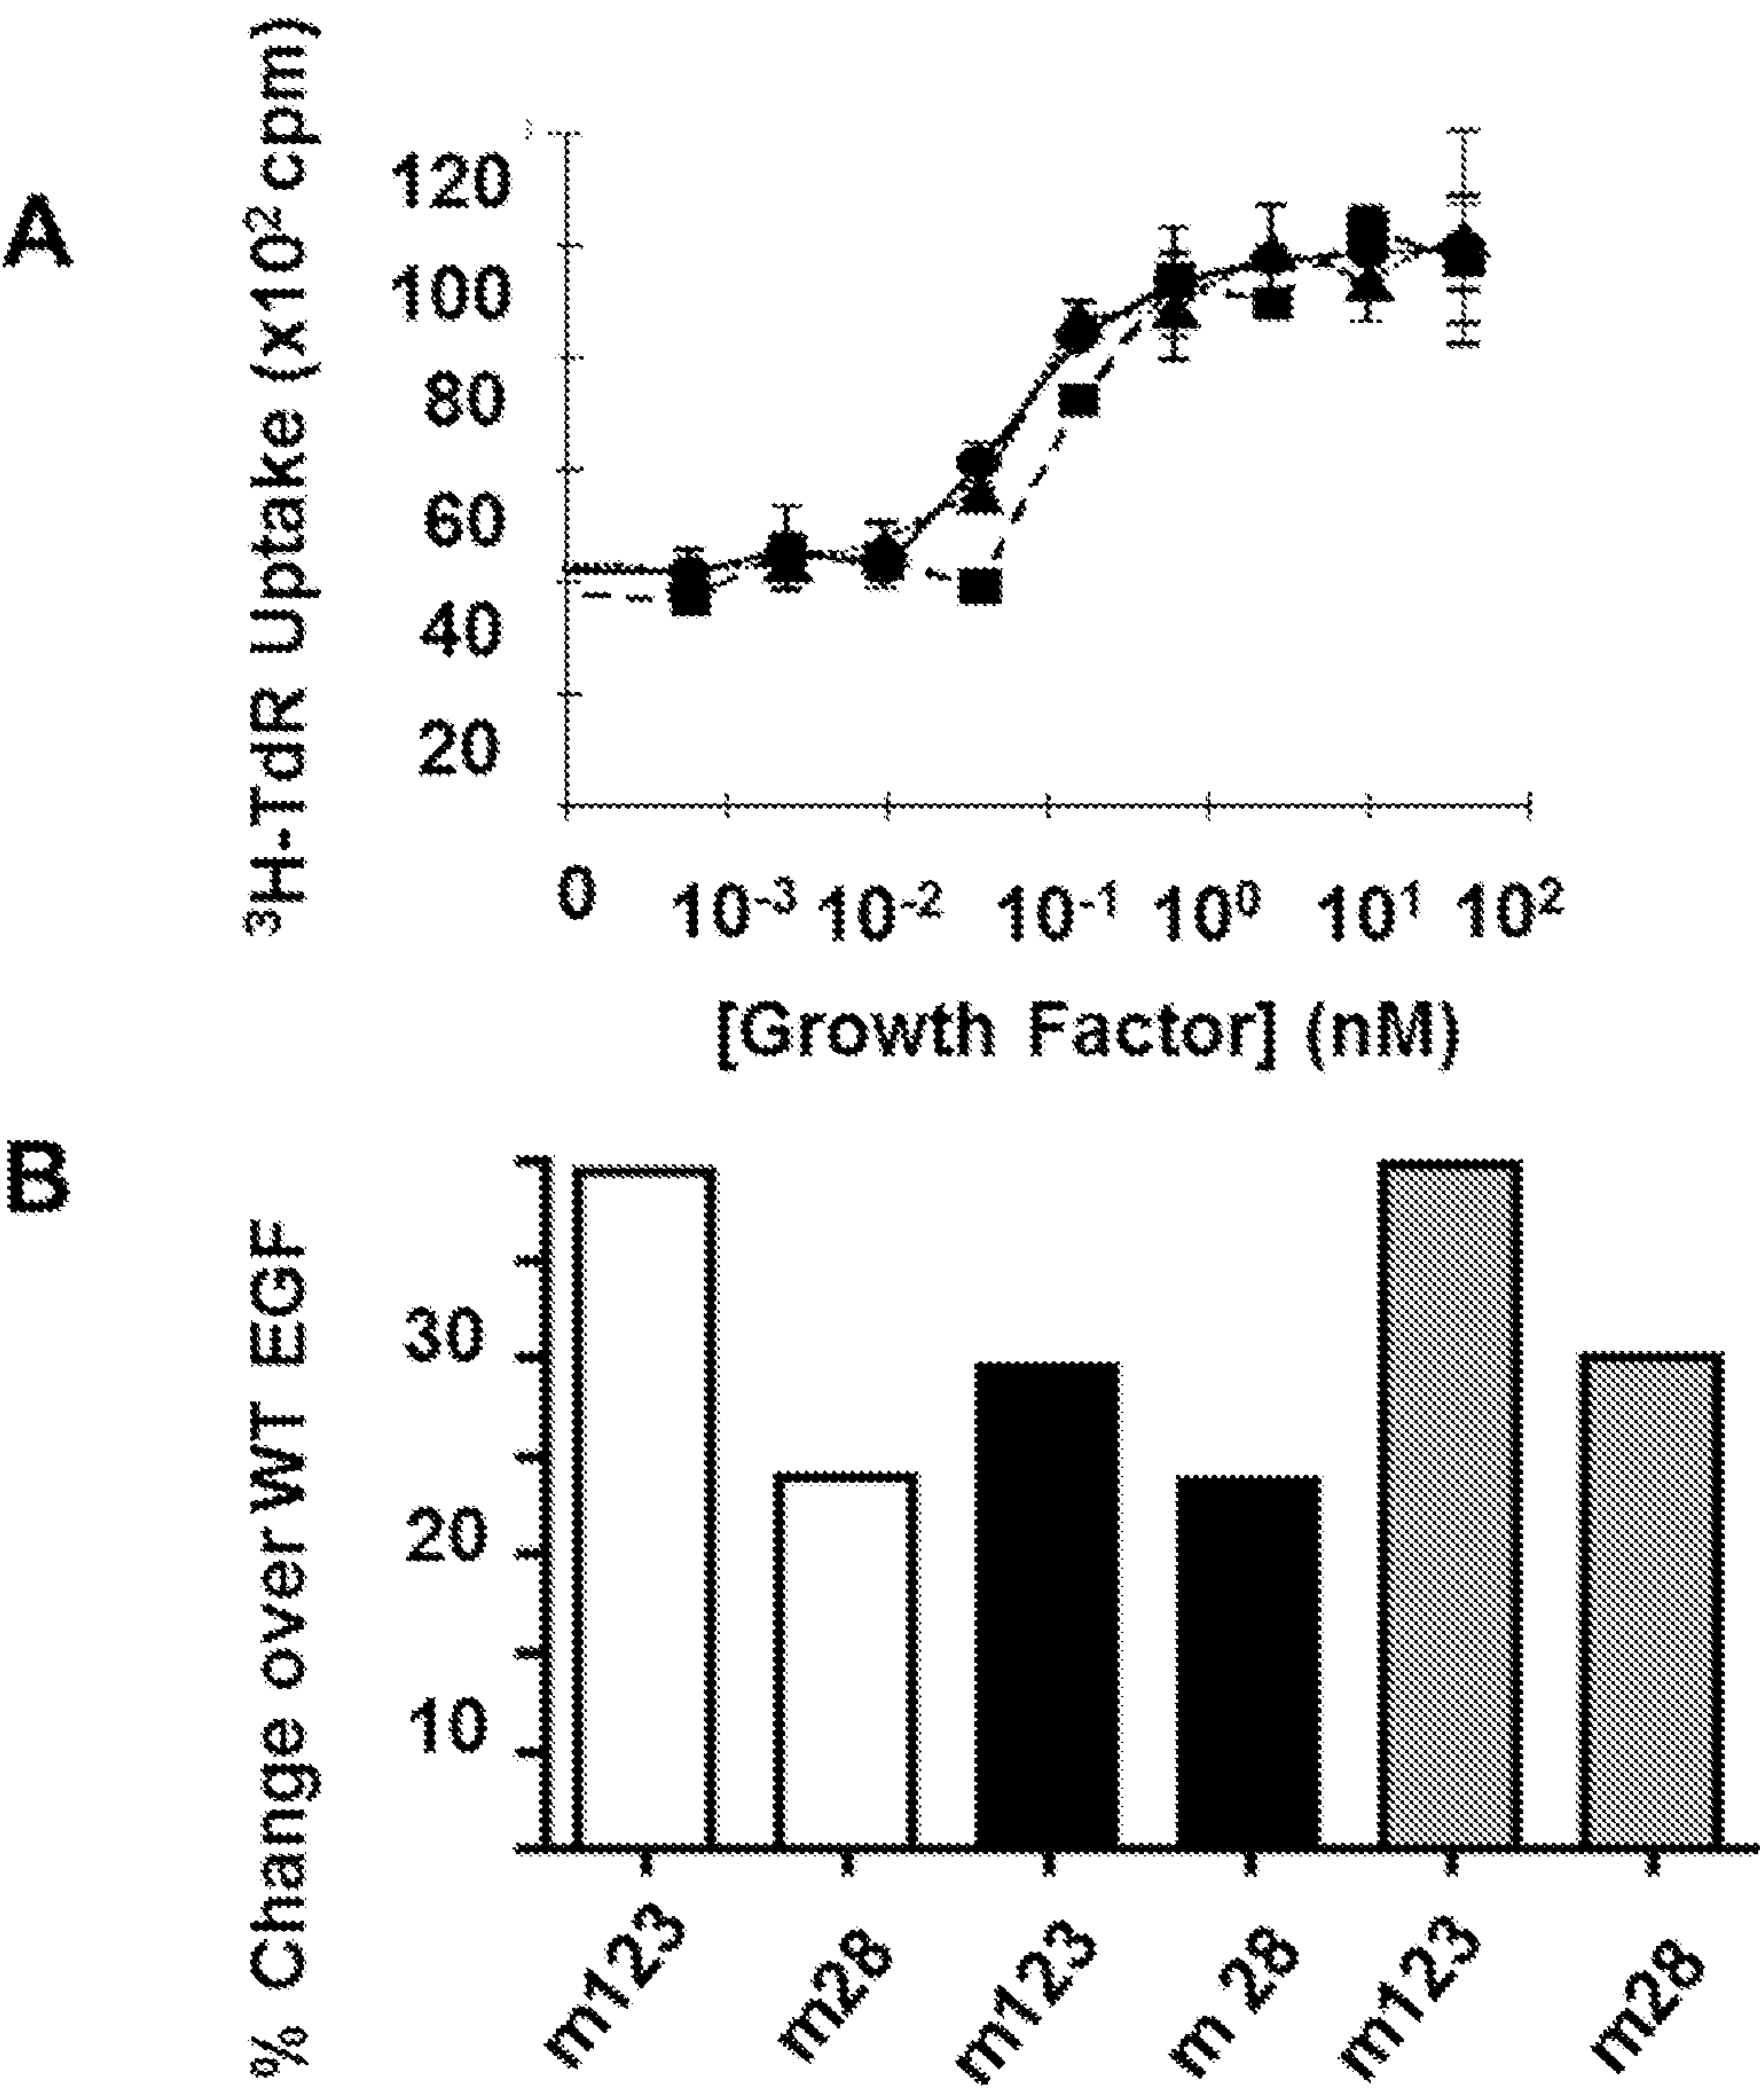 A
³H-TdR Uptake (x10² cpm)
120
100
80
60
40
20
0 10⁻³ 10⁻² 10⁻¹ 10⁰ 10¹ 10²
[Growth Factor] (nM)
B
% Change over WT EGF
30
20
10
m123 m28 m123 m 28 m123 m28